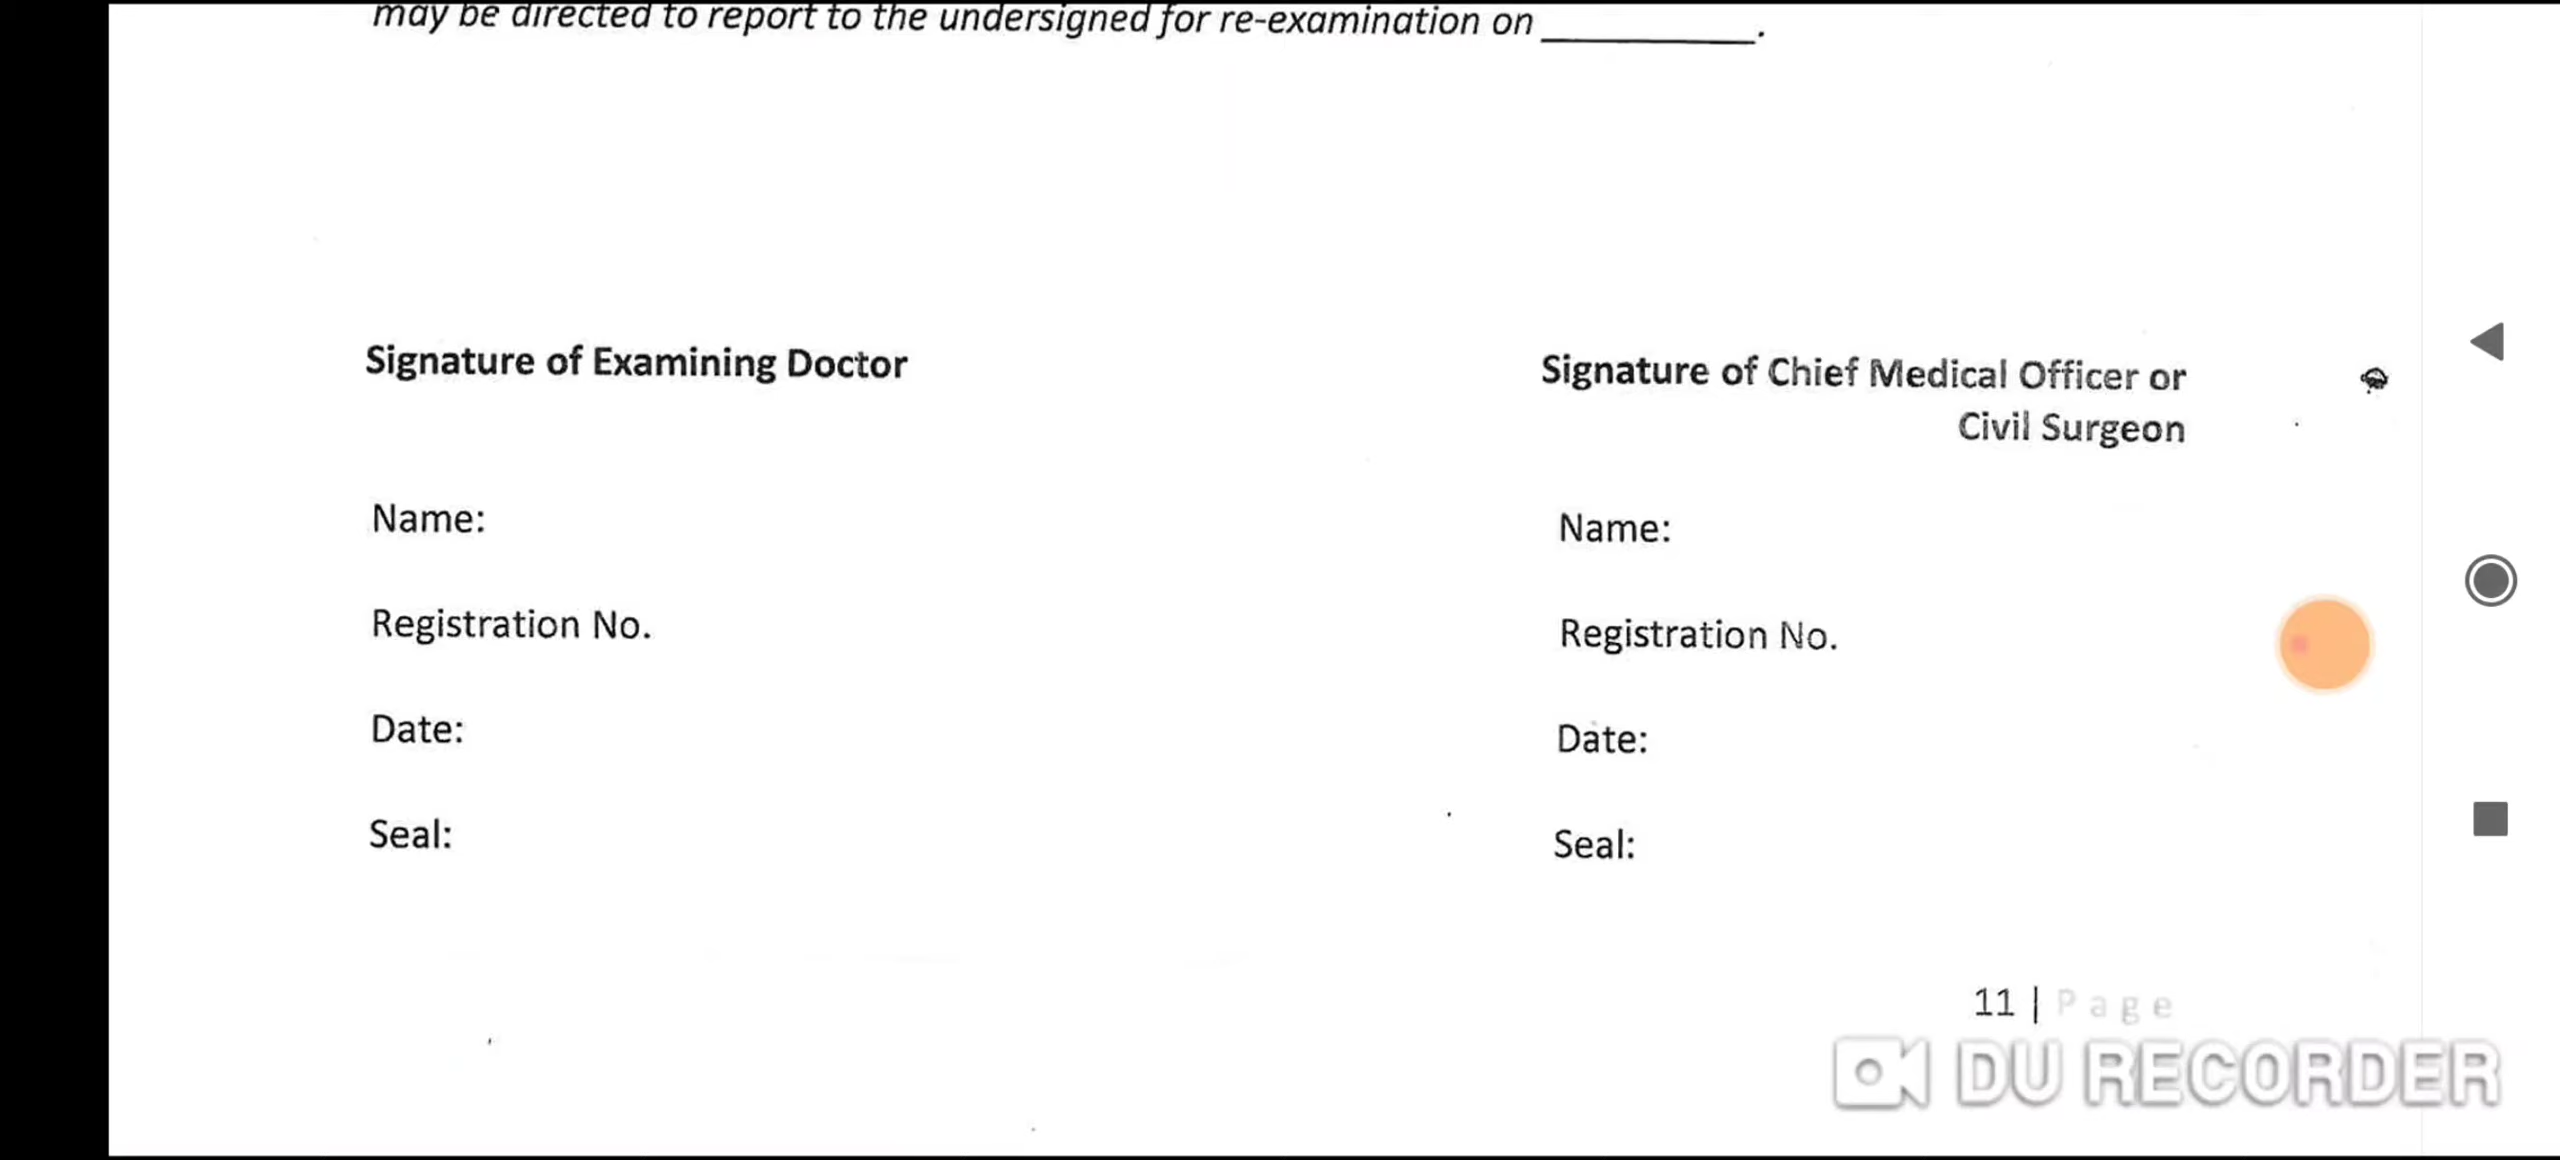 may be directed to report to the undersigned for re-examination on __________.
Signature of Examining Doctor
Name:
Registration No.
Date:
Seal:
Signature of Chief Medical Officer or
Civil Surgeon
Name:
Registration No.
Date:
Seal:
11 | Page
DU RECORDER